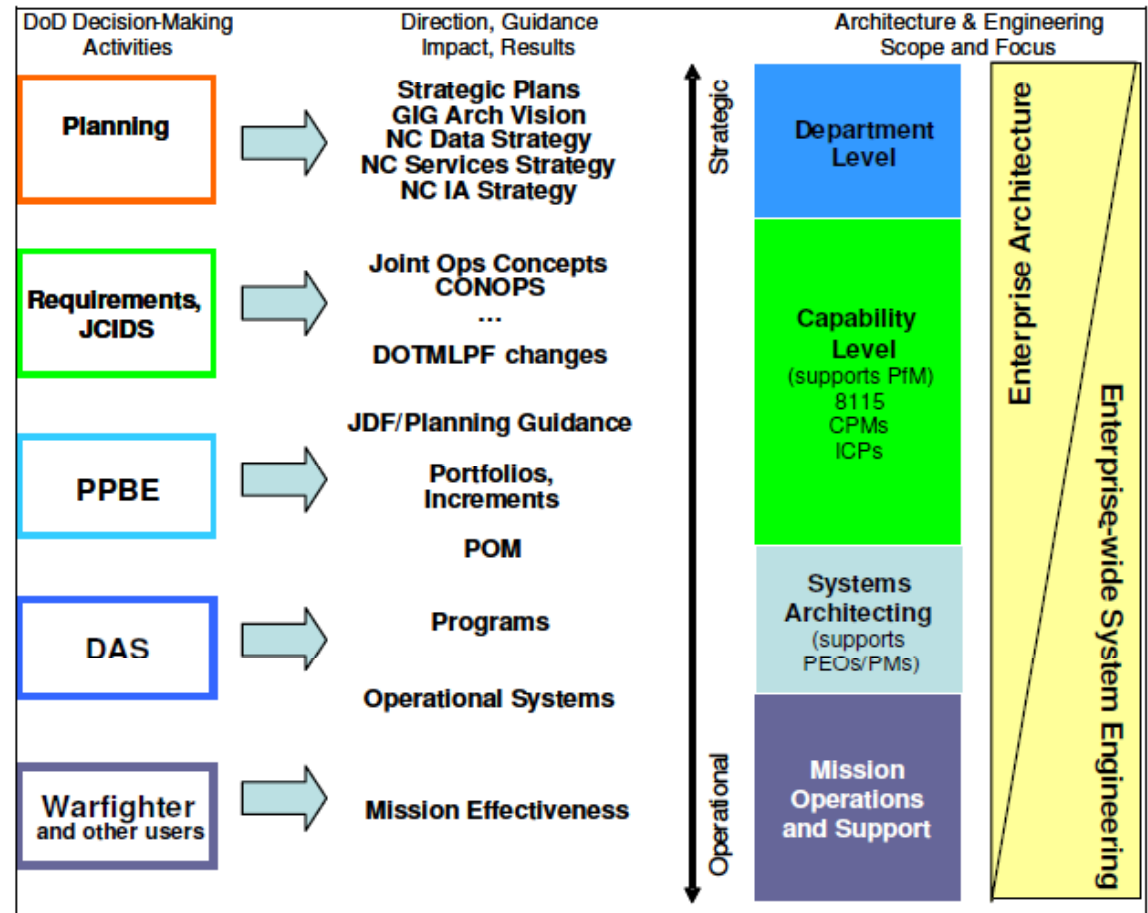 DoD Decision-Making
Activities
Direction, Guidance
Impact, Results
Architecture & Engineering
Scope and Focus
Planning
Strategic Plans
GIG Arch Vision
NC Data Strategy
NC Services Strategy
NC IA Strategy
Requirements,
JCIDS
Joint Ops Concepts
CONOPS
...
DOTMLPF changes
PPBE
JDF/Planning Guidance
Portfolios,
Increments
POM
DAS
Programs
Operational Systems
Warfighter
and other users
Mission Effectiveness
Strategic
Operational
Department
Level
Capability
Level
(supports PfM)
8115
CPMs
ICPs
Systems
Architecting
(supports
PEOs/PMs)
Mission
Operations
and Support
Enterprise Architecture
Enterprise-wide System Engineering